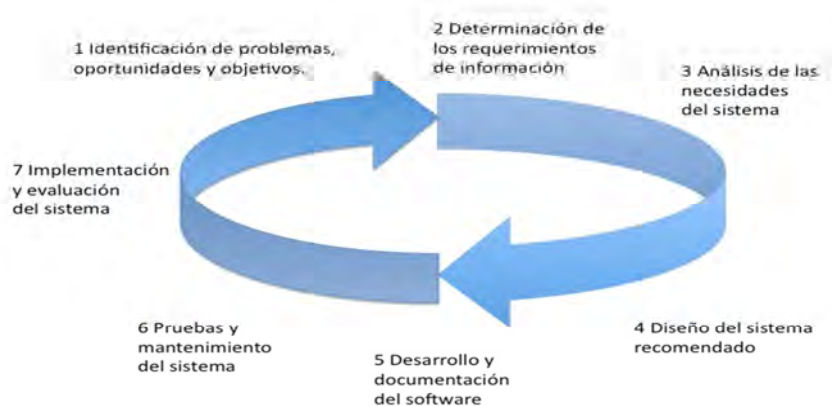 1 Identificación de problemas,
oportunidades y objetivos.
2 Determinación de
los requerimientos
de información
3 Análisis de las
necesidades
del sistema
4 Diseño del sistema
recomendado
5 Desarrollo y
documentación
del software
6 Pruebas y
mantenimiento
del sistema
7 Implementación
y evaluación
del sistema